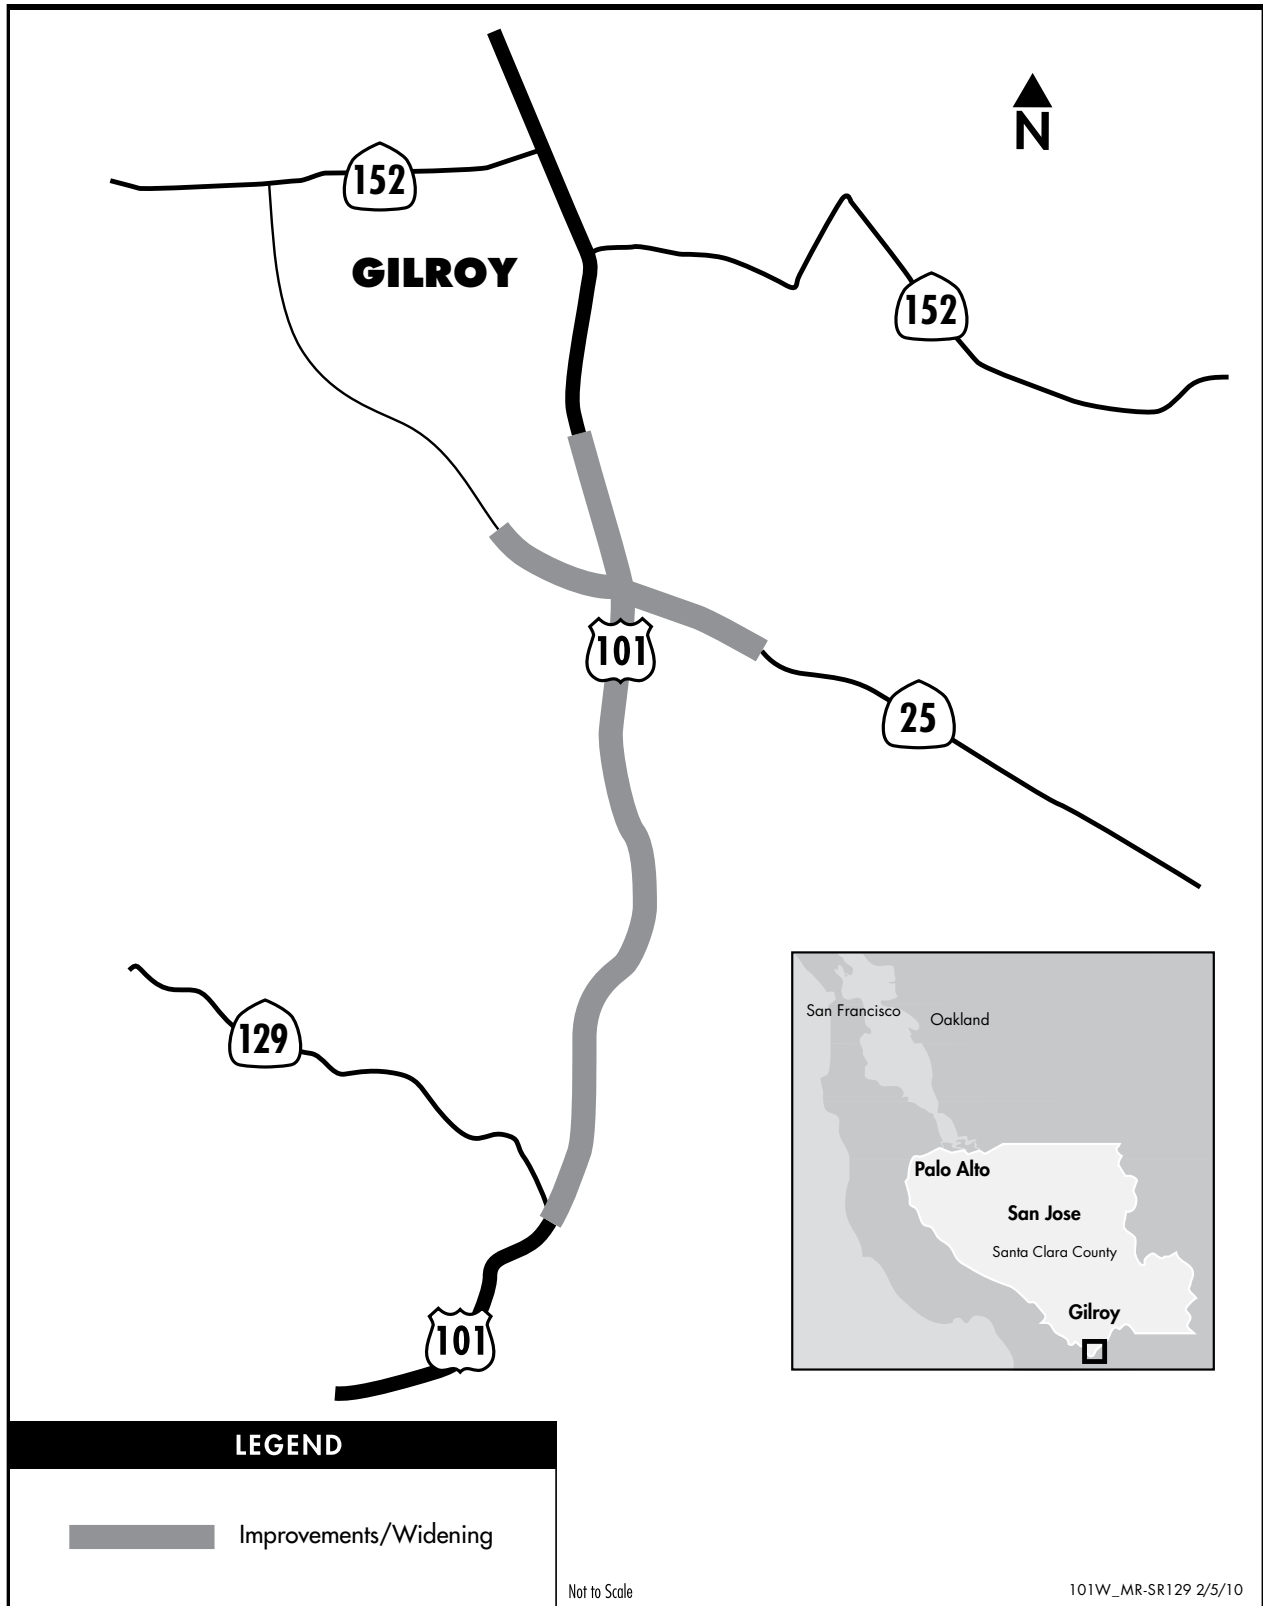 N
152
GILROY
152
101
25
129
San Francisco
Oakland
Palo Alto
San Jose
Santa Clara County
Gilroy
101
LEGEND
Improvements/Widening
Not to Scale
101W_MR-SR129 2/5/10